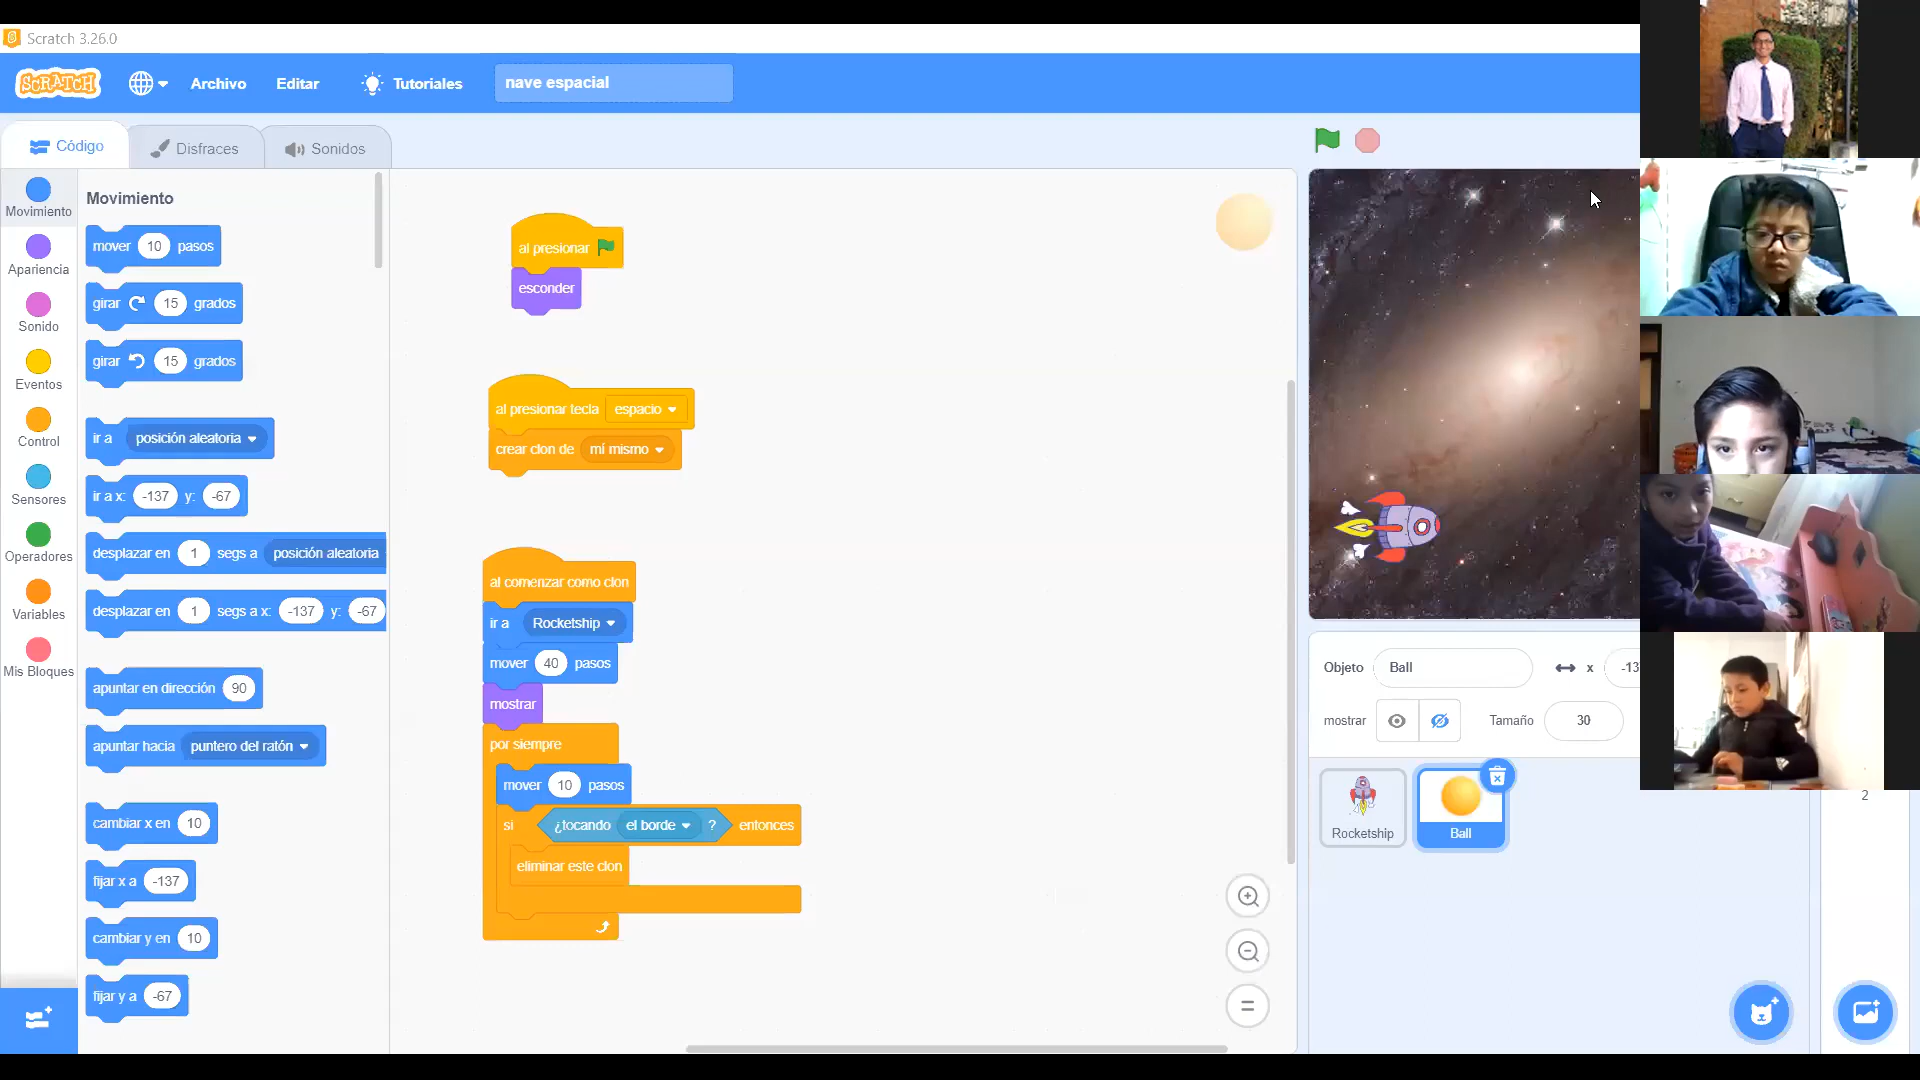 Scratch 3.26.0
SCRATCH
Archivo
Editar
Tutoriales
nave espacial
Código
Disfraces
Sonidos
Movimiento
Apariencia
Sonido
Eventos
Control
Sensores
Operadores
Variables
Mis Bloques
Movimiento
mover 10 pasos
girar 15 grados
girar 15 grados
ir a posición aleatoria
ir a x: -137 y: -67
desplazar en 1 segs a posición aleatoria
desplazar en 1 segs a x: -137 y: -67
apuntar en dirección 90
apuntar hacia puntero del ratón
cambiar x en 10
fijar x a -137
cambiar y en 10
fijar y a -67
al presionar
esconder
al presionar tecla espacio
crear clon de mí mismo
al comenzar como clon
ir a Rocketship
mover 40 pasos
mostrar
por siempre
mover 10 pasos
si ¿tocando el borde ? entonces
eliminar este clon
Objeto Ball x -13
mostrar Tamaño 30
Rocketship
Ball
2